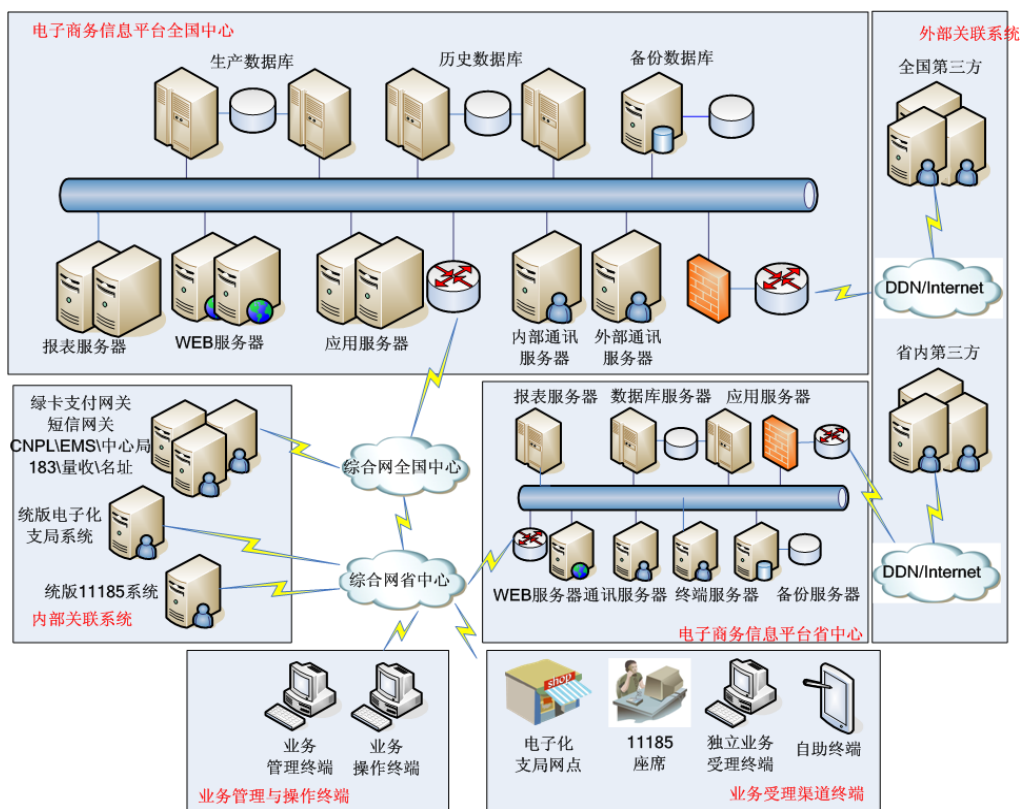 电子商务信息平台全国中心
生产数据库
历史数据库
备份数据库
报表服务器
WEB服务器
应用服务器
内部通讯
服务器
外部通讯
服务器
外部关联系统
全国第三方
DDN/Internet
省内第三方
DDN/Internet
绿卡支付网关
短信网关
CNPL\EMS\中心局
183\量收\名址
统版电子化
支局系统
统版11185系统
内部关联系统
综合网全国中心
综合网省中心
报表服务器
数据库服务器
应用服务器
WEB服务器
通讯服务器
终端服务器
备份服务器
电子商务信息平台省中心
业务
管理终端
业务
操作终端
业务管理与操作终端
shop
电子化
支局网点
11185
座席
独立业务
受理终端
自助终端
业务受理渠道终端